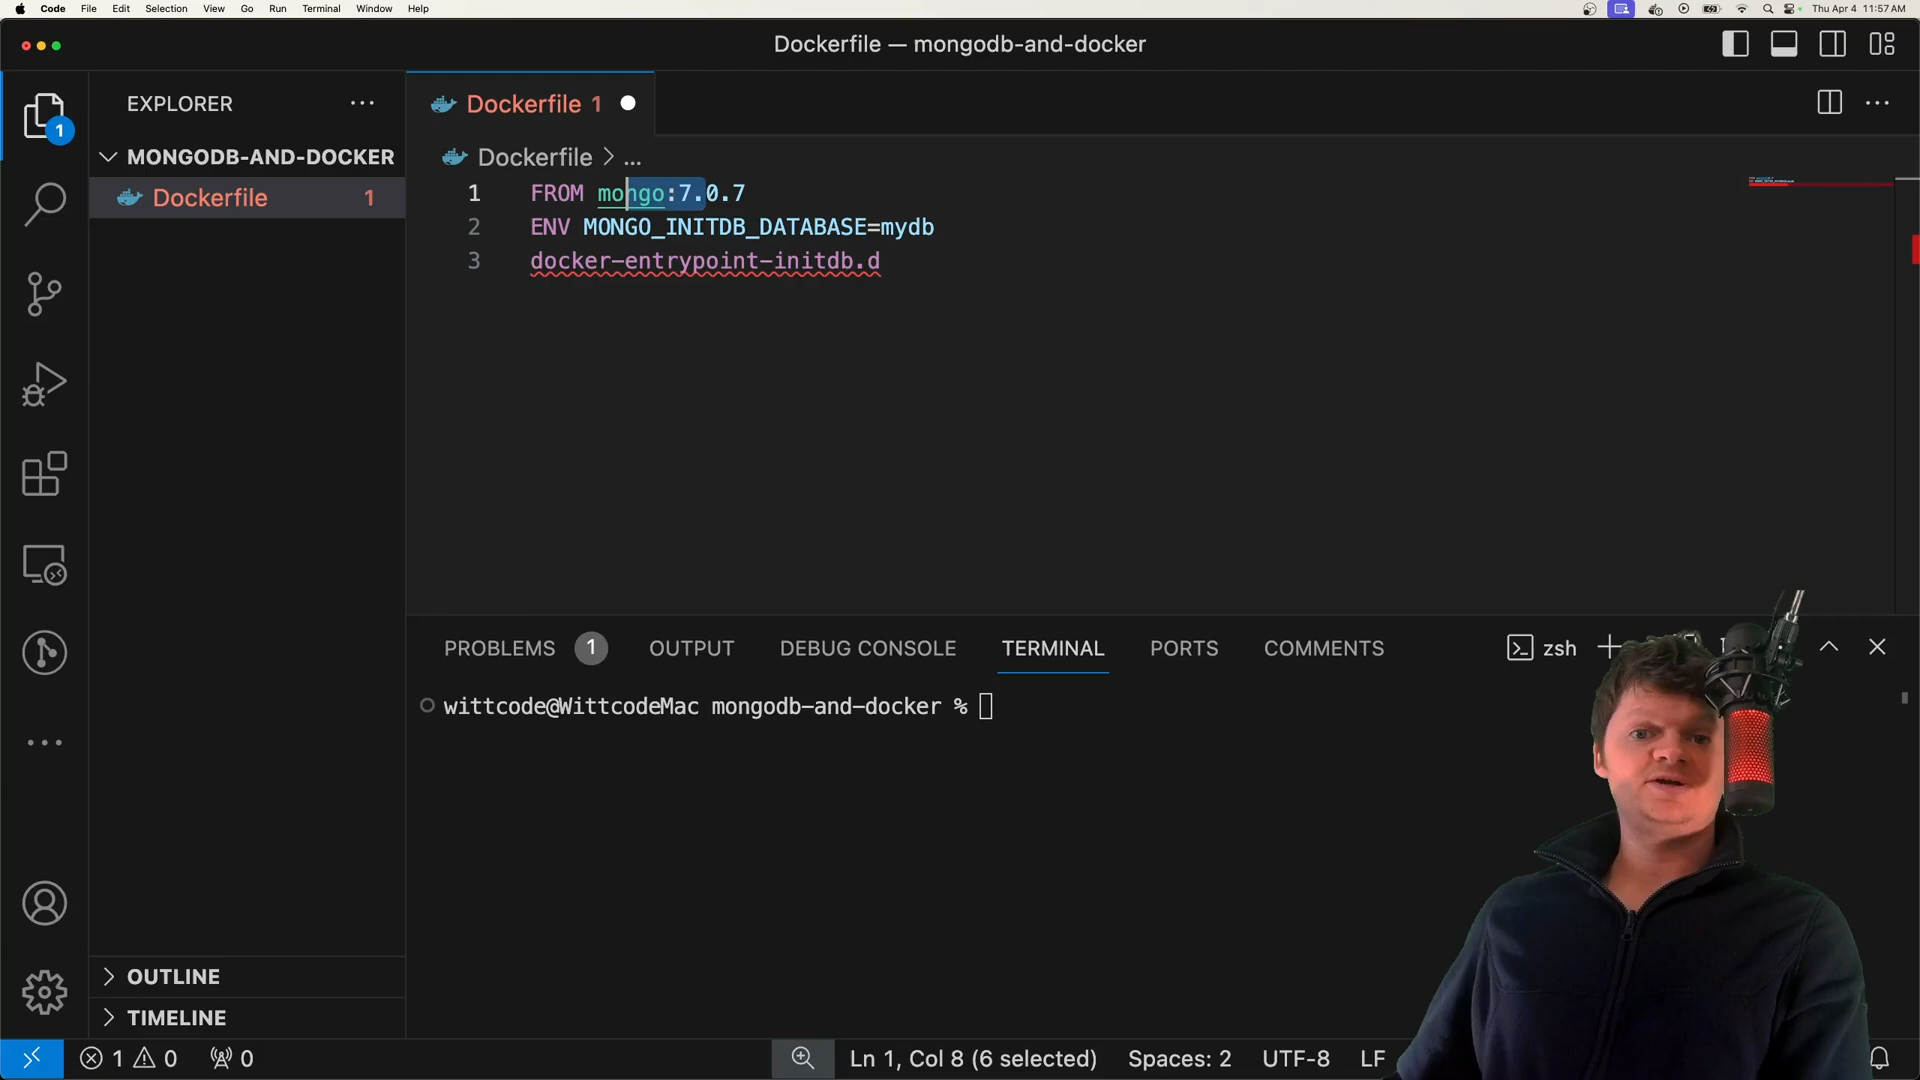 Code File Edit Selection View Go Run Terminal Window Help
Thu Apr 4 11:57 AM
Dockerfile — mongodb-and-docker
EXPLORER
Dockerfile 1
MONGODB-AND-DOCKER
Dockerfile > ...
Dockerfile 1
1 FROM mongo:7.0.7
2 ENV MONGO_INITDB_DATABASE=mydb
3 docker-entrypoint-initdb.d
1
PROBLEMS 1 OUTPUT DEBUG CONSOLE TERMINAL PORTS COMMENTS
zsh
wittcode@WittcodeMac mongodb-and-docker %
OUTLINE
TIMELINE
1 0 0
Ln 1, Col 8 (6 selected) Spaces: 2 UTF-8 LF